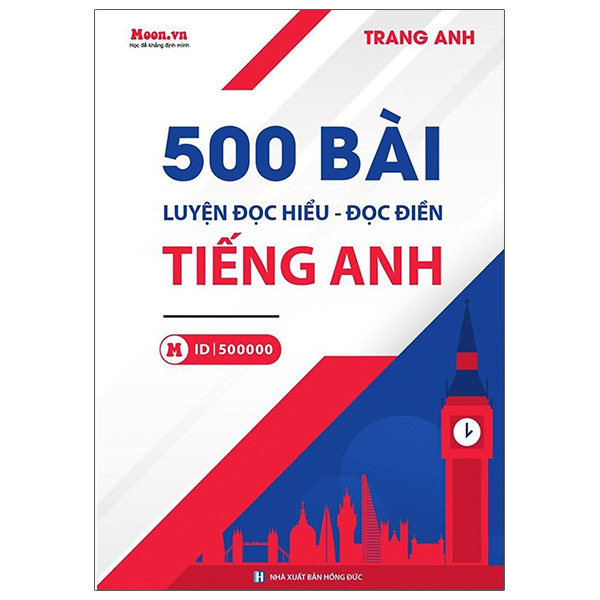 Moon.vn
Học để khẳng định mình
TRANG ANH
500 BÀI
LUYỆN ĐỌC HIỂU - ĐỌC ĐIỀN
TIẾNG ANH
M ID|500000
H NHÀ XUẤT BẢN HỒNG ĐỨC